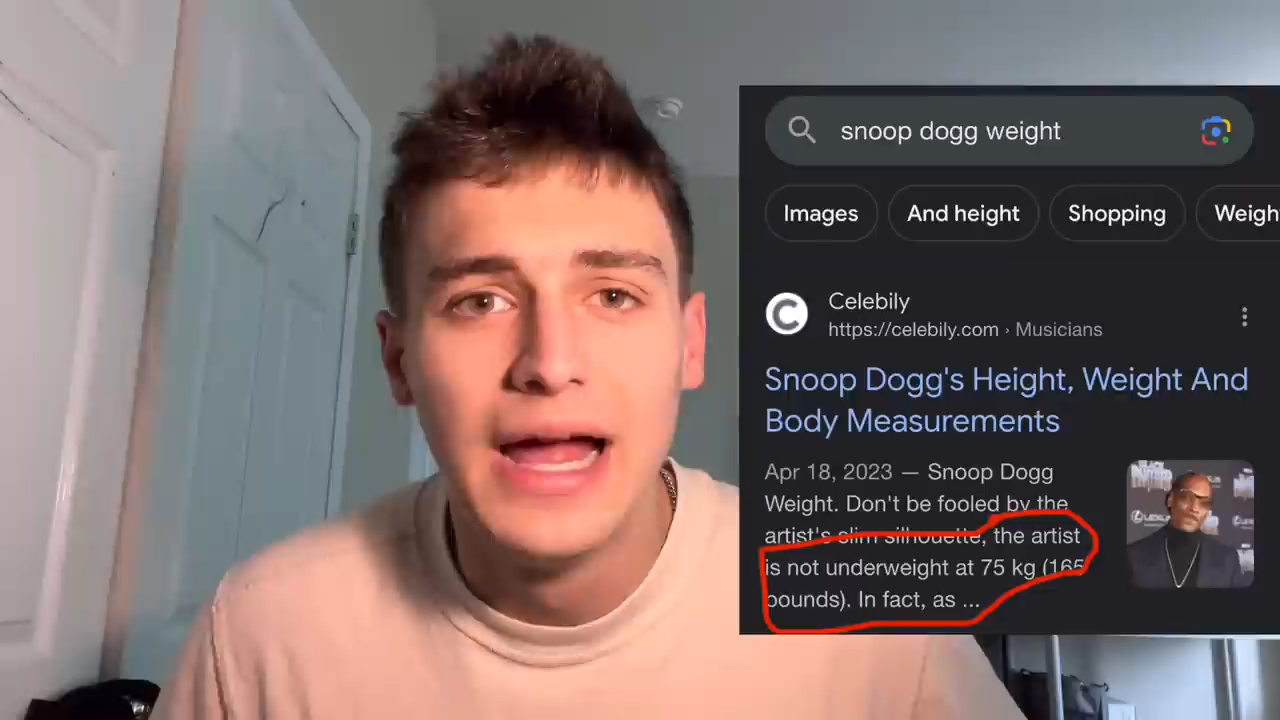 snoop dogg weight
Images
And height
Shopping
Weigh
Celebily
https://celebily.com › Musicians
Snoop Dogg's Height, Weight And
Body Measurements
Apr 18, 2023 — Snoop Dogg
Weight. Don't be fooled by the
artist's slim silhouette, the artist
is not underweight at 75 kg (165
pounds). In fact, as ...